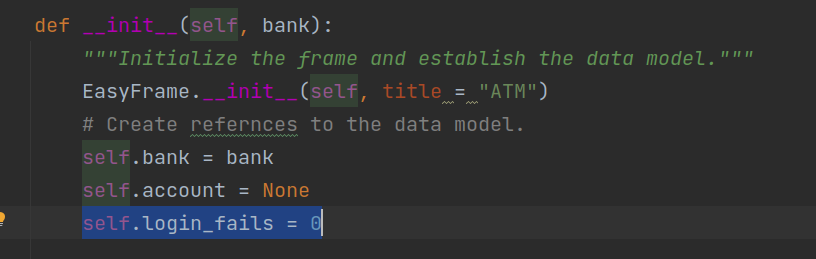 def __init__(self, bank):
"""Initialize the frame and establish the data model."""
EasyFrame.__init__(self, title = "ATM")
# Create refernces to the data model.
self.bank = bank
self.account = None
self.login_fails = 0